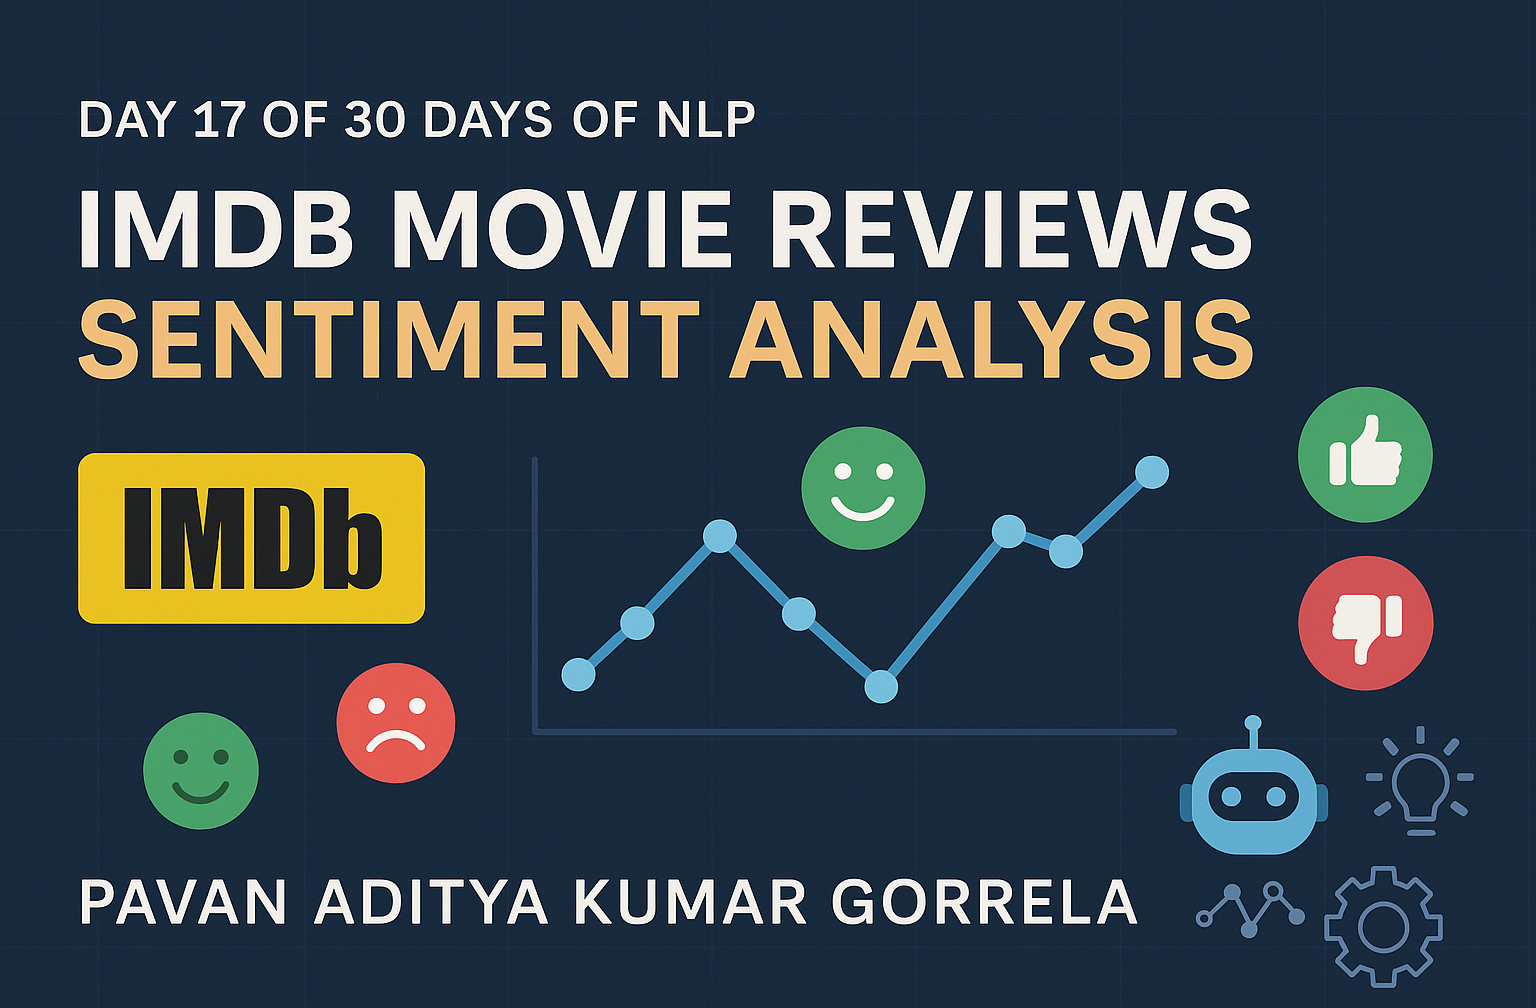 DAY 17 OF 30 DAYS OF NLP
IMDB MOVIE REVIEWS
SENTIMENT ANALYSIS
IMDb
PAVAN ADITYA KUMAR GORRELA